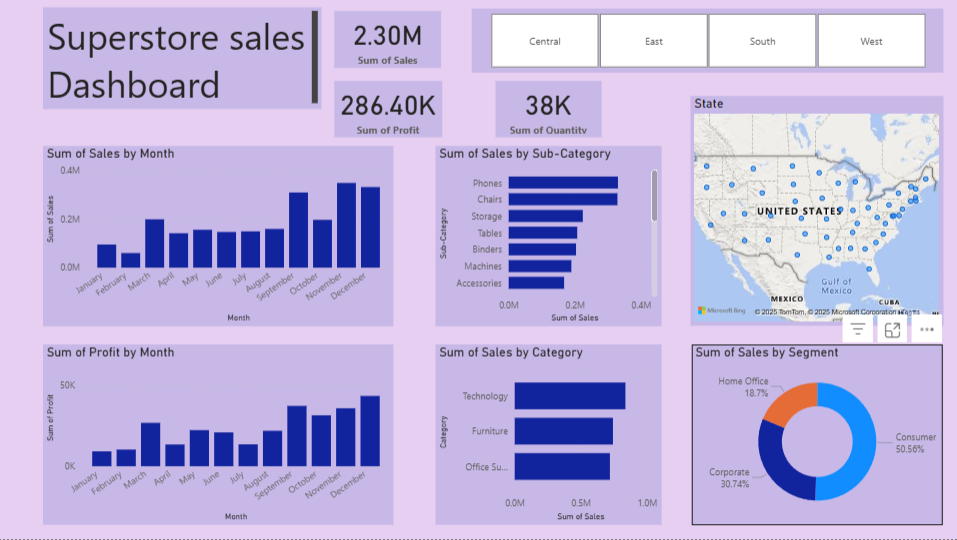 Superstore sales
Dashboard
2.30M
Sum of Sales
286.40K
Sum of Profit
38K
Sum of Quantity
Central
East
South
West
State
UNITED STATES
MEXICO
Gulf of
Mexico
CUBA
Microsoft Bing
© 2025 TomTom, © 2025 Microsoft Corporation
Sum of Sales by Month
0.4M
0.2M
0.0M
Sum of Sales
January
February
March
April
May
June
July
August
September
October
November
December
Month
Sum of Sales by Sub-Category
Sub-Category
Phones
Chairs
Storage
Tables
Binders
Machines
Accessories
0.0M
0.2M
0.4M
Sum of Sales
Sum of Profit by Month
50K
0K
Sum of Profit
January
February
March
April
May
June
July
August
September
October
November
December
Month
Sum of Sales by Category
Category
Technology
Furniture
Office Su...
0.0M
0.5M
1.0M
Sum of Sales
Sum of Sales by Segment
Home Office
18.7%
Consumer
50.56%
Corporate
30.74%